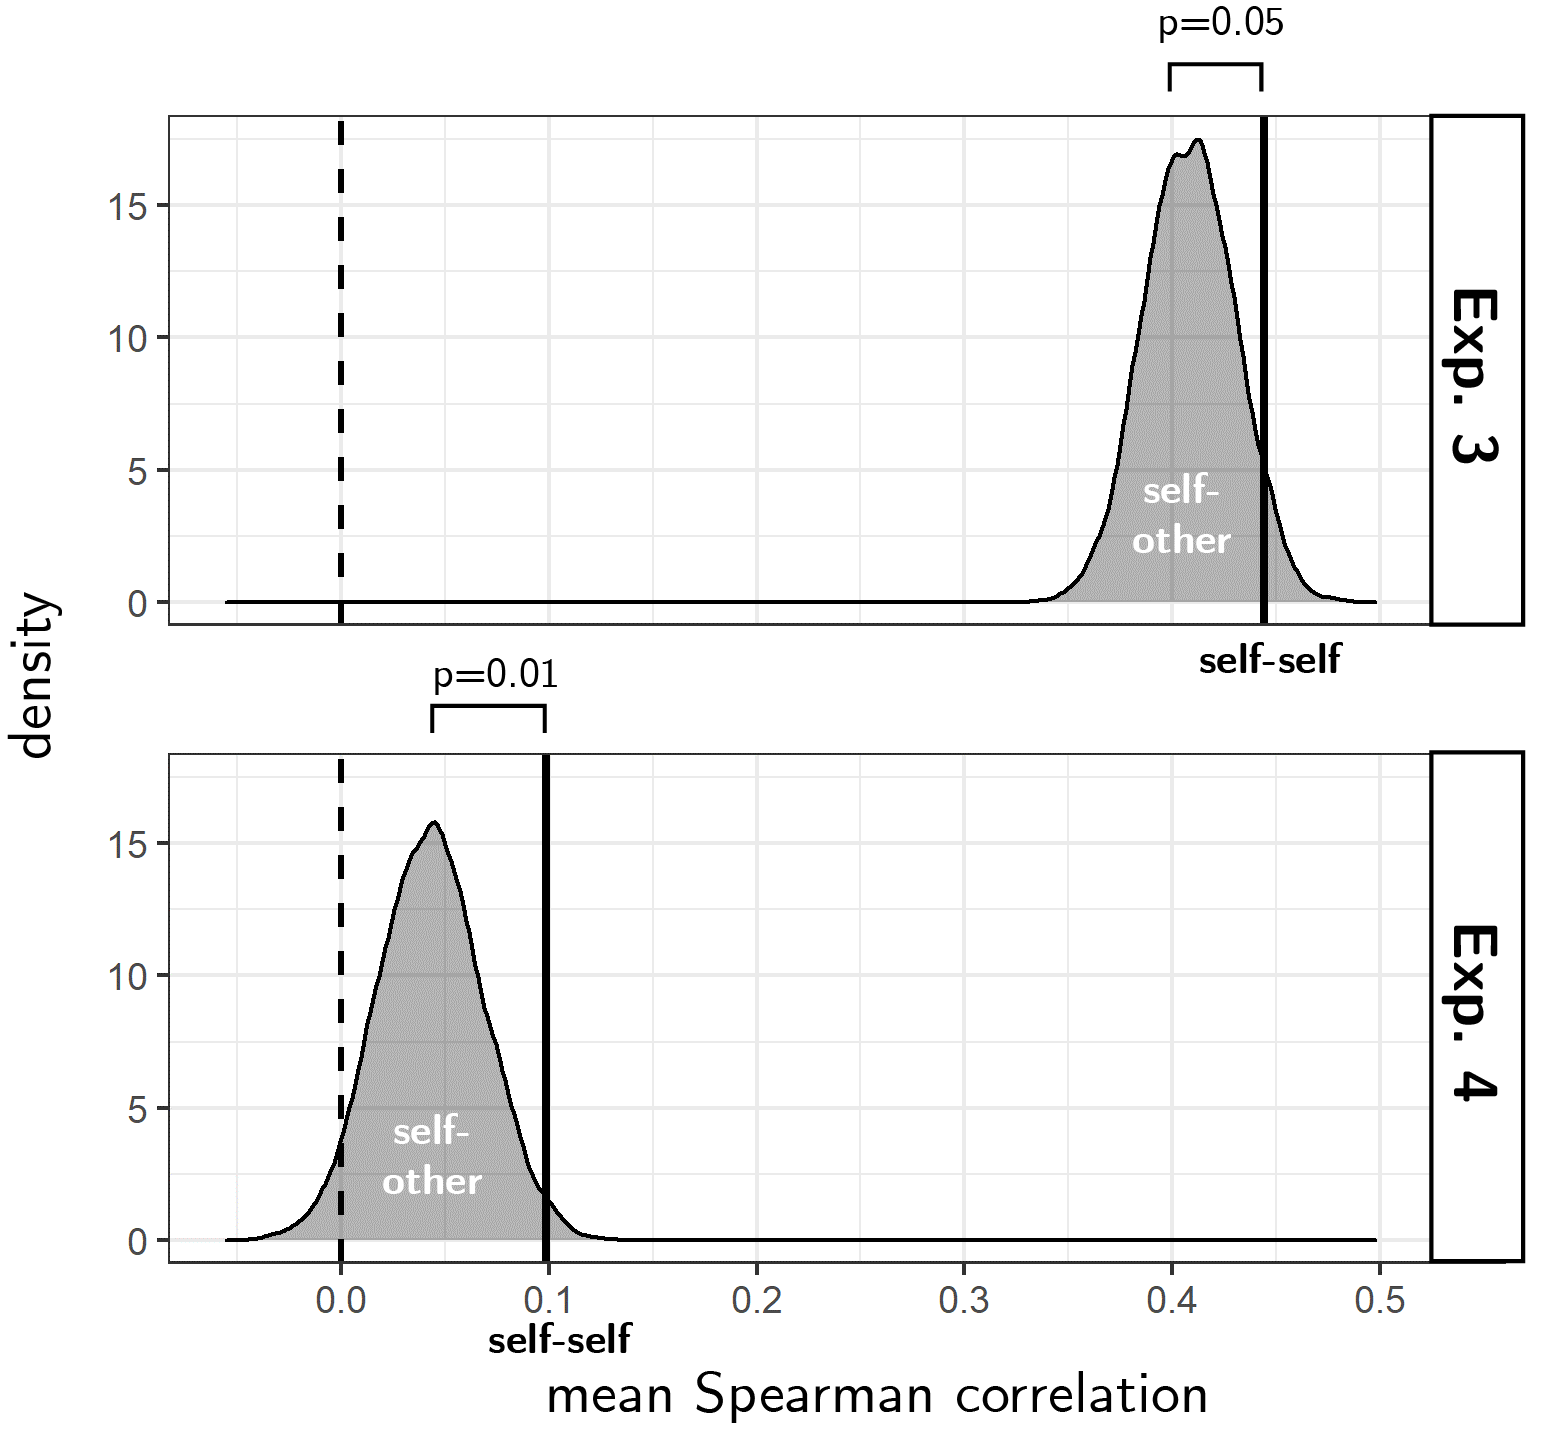 p=0.05
15
10
5
0
self-
other
Exp. 3
self-self
density
p=0.01
15
10
5
0
self-
other
Exp. 4
0.0 0.1 0.2 0.3 0.4 0.5
self-self
mean Spearman correlation